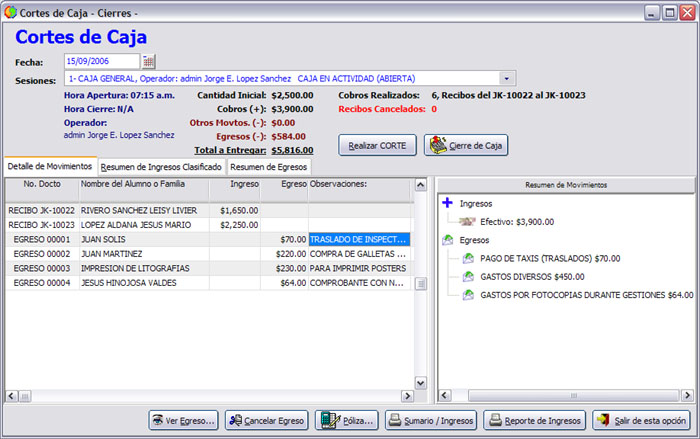 Cortes de Caja - Cierres -
Cortes de Caja
Fecha: 15/09/2006
Sesiones: 1- CAJA GENERAL, Operador: admin Jorge E. Lopez Sanchez CAJA EN ACTIVIDAD (ABIERTA)
Hora Apertura: 07:15 a.m. Cantidad Inicial: $2,500.00 Cobros Realizados: 6, Recibos del JK-10022 al JK-10023
Hora Cierre: N/A Cobros (+): $3,900.00 Recibos Cancelados: 0
Operador: Otros Movtos. (-): $0.00
admin Jorge E. Lopez Sanchez Egresos (-): $584.00
Total a Entregar: $5,816.00
Realizar CORTE Cierre de Caja
Detalle de Movimientos Resumen de Ingresos Clasificado Resumen de Egresos
No. Docto Nombre del Alumno o Familia Ingreso Egreso Observaciones:
RECIBO JK-10022 RIVERO SANCHEZ LEISY LIVIER $1,650.00
RECIBO JK-10023 LOPEZ ALDANA JESUS MARIO $2,250.00
EGRESO 00001 JUAN SOLIS $70.00 TRASLADO DE INSPECT...
EGRESO 00002 JUAN MARTINEZ $220.00 COMPRA DE GALLETAS ...
EGRESO 00003 IMPRESION DE LITOGRAFIAS $230.00 PARA IMPRIMIR POSTERS
EGRESO 00004 JESUS HINOJOSA VALDES $64.00 COMPROBANTE CON N...
Resumen de Movimientos
Ingresos
Efectivo: $3,900.00
Egresos
PAGO DE TAXIS (TRASLADOS) $70.00
GASTOS DIVERSOS $450.00
GASTOS POR FOTOCOPIAS DURANTE GESTIONES $64.00
Ver Egreso... Cancelar Egreso Póliza... Sumario / Ingresos Reporte de Ingresos Salir de esta opción